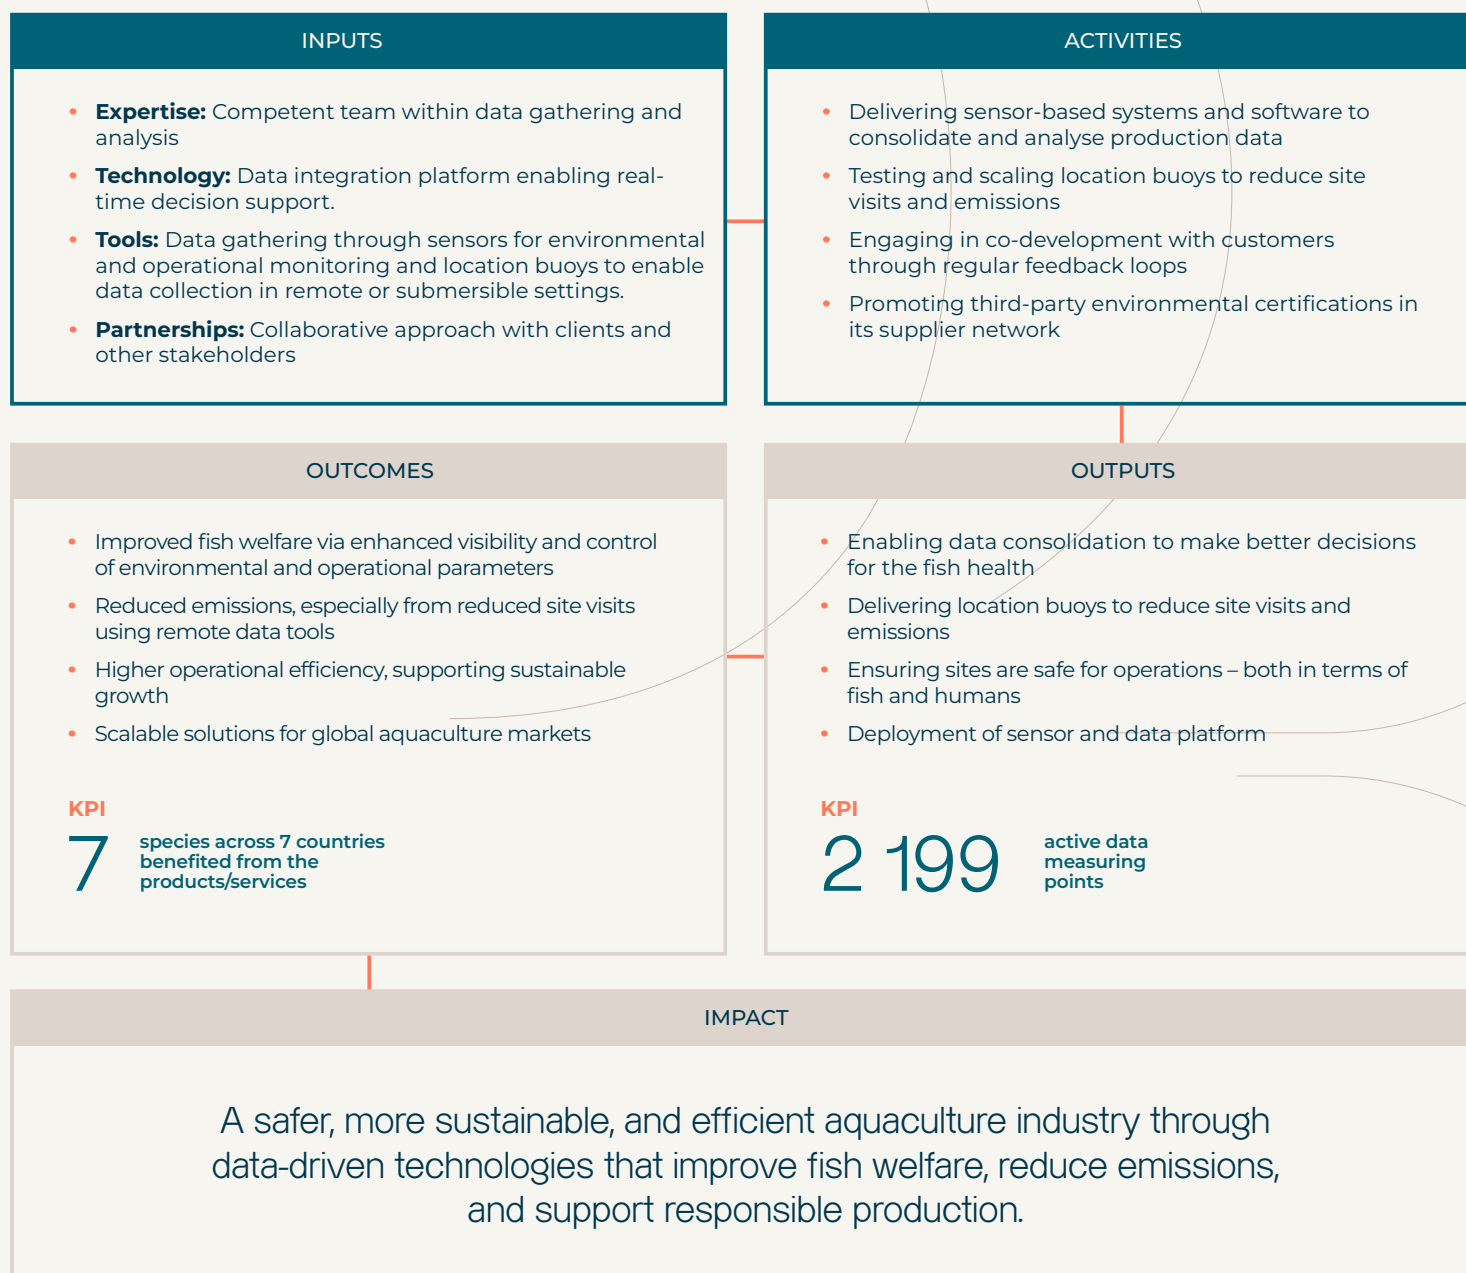 INPUTS
• Expertise: Competent team within data gathering and
analysis
• Technology: Data integration platform enabling real-
time decision support.
• Tools: Data gathering through sensors for environmental
and operational monitoring and location buoys to enable
data collection in remote or submersible settings.
• Partnerships: Collaborative approach with clients and
other stakeholders
ACTIVITIES
• Delivering sensor-based systems and software to
consolidate and analyse production data
• Testing and scaling location buoys to reduce site
visits and emissions
• Engaging in co-development with customers
through regular feedback loops
• Promoting third-party environmental certifications in
its supplier network
OUTCOMES
• Improved fish welfare via enhanced visibility and control
of environmental and operational parameters
• Reduced emissions, especially from reduced site visits
using remote data tools
• Higher operational efficiency, supporting sustainable
growth
• Scalable solutions for global aquaculture markets
KPI
7
species across 7 countries
benefited from the
products/services
OUTPUTS
• Enabling data consolidation to make better decisions
for the fish health
• Delivering location buoys to reduce site visits and
emissions
• Ensuring sites are safe for operations – both in terms of
fish and humans
• Deployment of sensor and data platform
KPI
2 199
active data
measuring
points
IMPACT
A safer, more sustainable, and efficient aquaculture industry through
data-driven technologies that improve fish welfare, reduce emissions,
and support responsible production.